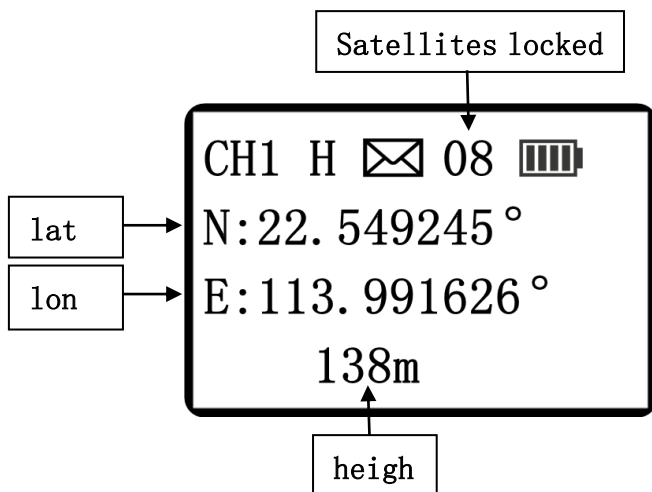 Satellites locked
CH1 H 08
lat
N:22.549245°
lon
E:113.991626°
138m
heigh